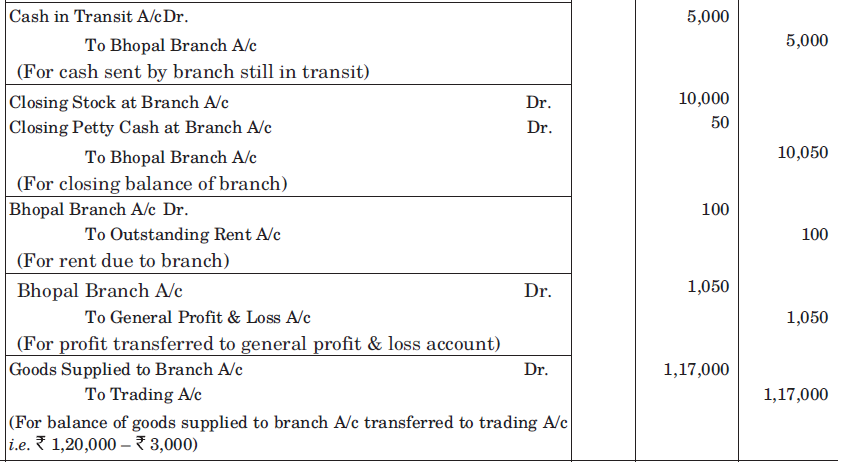 Cash in Transit A/cDr. 5,000
To Bhopal Branch A/c 5,000
(For cash sent by branch still in transit)
Closing Stock at Branch A/c Dr. 10,000
Closing Petty Cash at Branch A/c Dr. 50
To Bhopal Branch A/c 10,050
(For closing balance of branch)
Bhopal Branch A/c Dr. 100
To Outstanding Rent A/c 100
(For rent due to branch)
Bhopal Branch A/c Dr. 1,050
To General Profit & Loss A/c 1,050
(For profit transferred to general profit & loss account)
Goods Supplied to Branch A/c Dr. 1,17,000
To Trading A/c 1,17,000
(For balance of goods supplied to branch A/c transferred to trading A/c
i.e. ₹ 1,20,000 – ₹ 3,000)